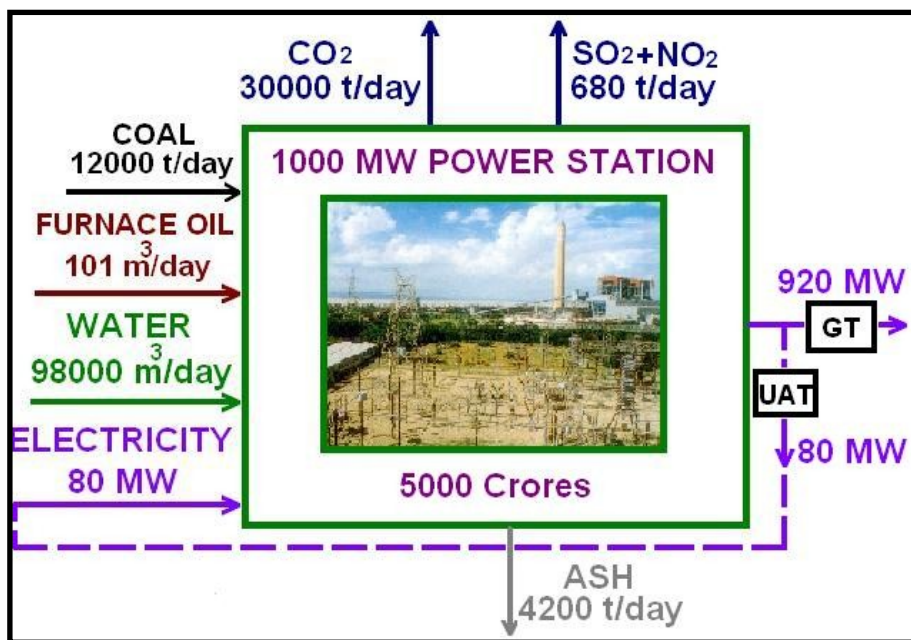 CO2
30000 t/day
SO2+NO2
680 t/day
COAL
12000 t/day
1000 MW POWER STATION
FURNACE OIL
101 m3/day
WATER
98000 m3/day
920 MW
GT
UAT
ELECTRICITY
80 MW
80 MW
5000 Crores
ASH
4200 t/day